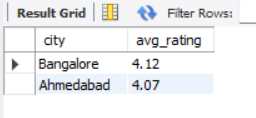 Result Grid Filter Rows:
city avg_rating
Bangalore 4.12
Ahmedabad 4.07